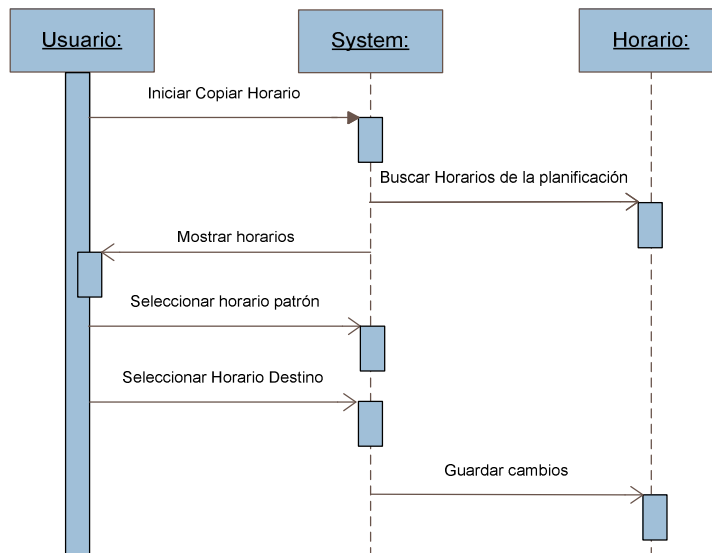 Usuario:
System:
Horario:
Iniciar Copiar Horario
Buscar Horarios de la planificación
Mostrar horarios
Seleccionar horario patrón
Seleccionar Horario Destino
Guardar cambios